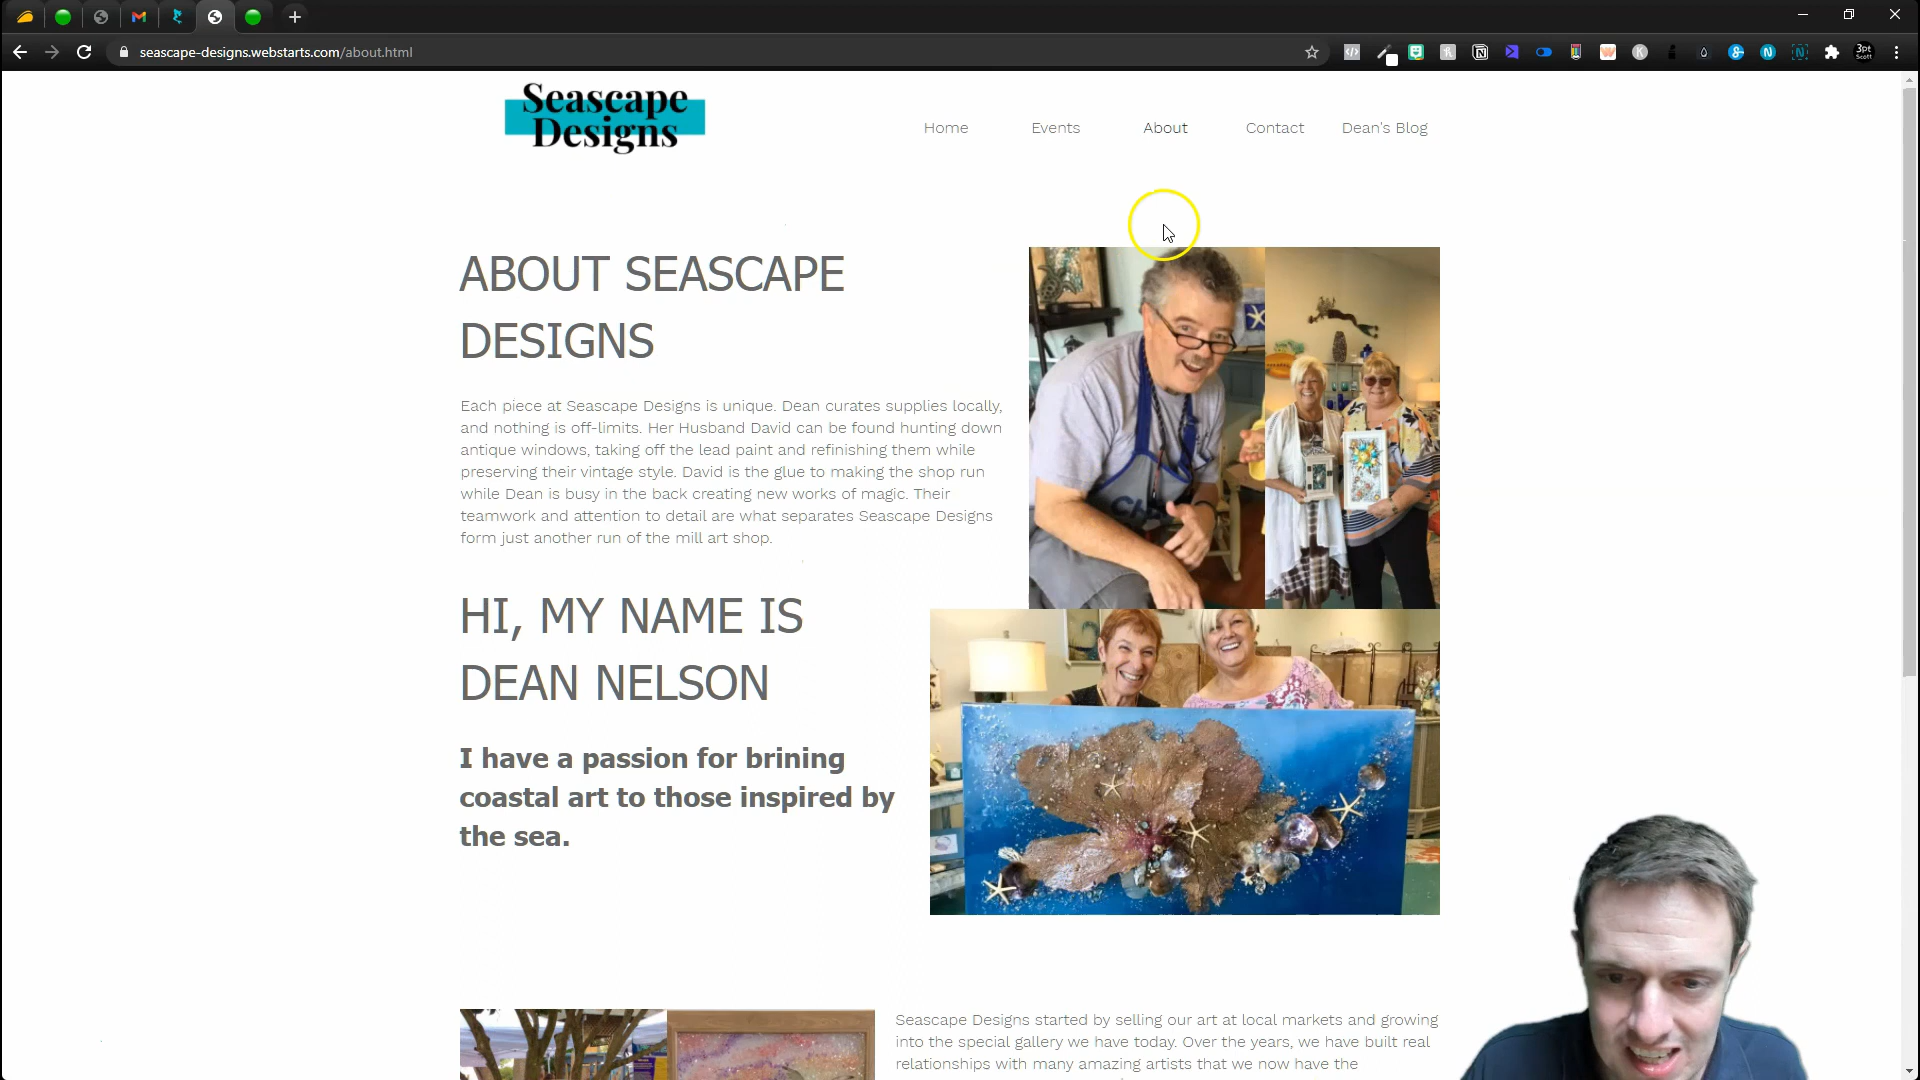 seascape-designs.webstarts.com/about.html
3pt
Scott
Seascape
Designs
Home Events About Contact Dean's Blog
ABOUT SEASCAPE
DESIGNS
Each piece at Seascape Designs is unique. Dean curates supplies locally,
and nothing is off-limits. Her Husband David can be found hunting down
antique windows, taking off the lead paint and refinishing them while
preserving their vintage style. David is the glue to making the shop run
while Dean is busy in the back creating new works of magic. Their
teamwork and attention to detail are what separates Seascape Designs
form just another run of the mill art shop.
HI, MY NAME IS
DEAN NELSON
I have a passion for brining
coastal art to those inspired by
the sea.
Seascape Designs started by selling our art at local markets and growing
into the special gallery we have today. Over the years, we have built real
relationships with many amazing artists that we now have the